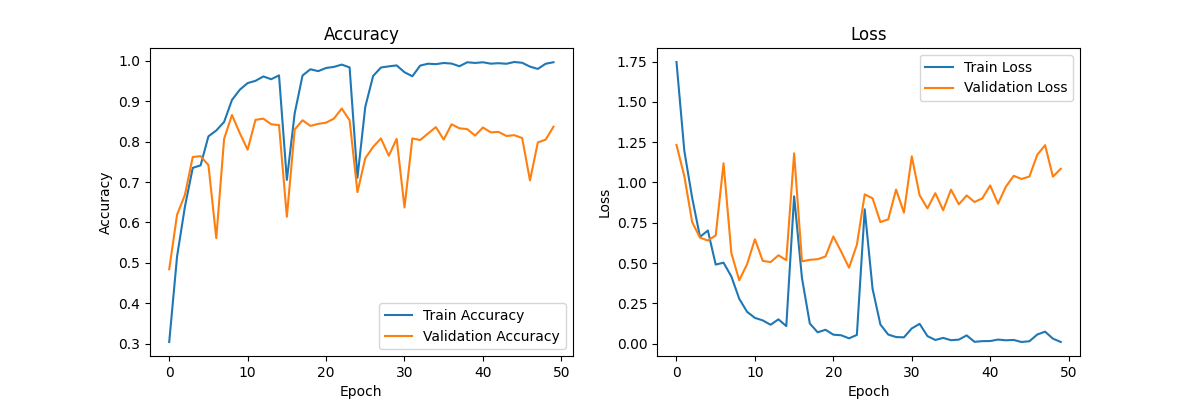 Accuracy
Accuracy
1.0
0.9
0.8
0.7
0.6
0.5
0.4
0.3
0 10 20 30 40 50
Epoch
Train Accuracy
Validation Accuracy
Loss
Loss
1.75
1.50
1.25
1.00
0.75
0.50
0.25
0.00
0 10 20 30 40 50
Epoch
Train Loss
Validation Loss